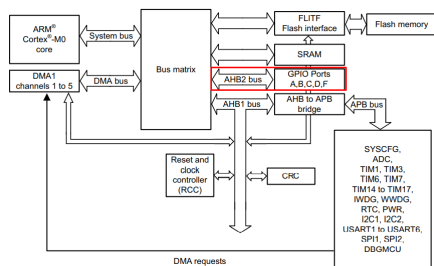 ARM®
Cortex®-M0
core
System bus
DMA1
channels 1 to 5
DMA bus
Bus matrix
FLITF
Flash interface
Flash memory
SRAM
AHB2 bus
GPIO Ports
A,B,C,D,F
AHB1 bus
AHB to APB
bridge
APB bus
Reset and
clock
controller
(RCC)
CRC
SYSCFG,
ADC,
TIM1, TIM3,
TIM6, TIM7,
TIM14 to TIM17,
IWDG, WWDG,
RTC, PWR,
I2C1, I2C2,
USART1 to USART6,
SPI1, SPI2,
DBGMCU
DMA requests